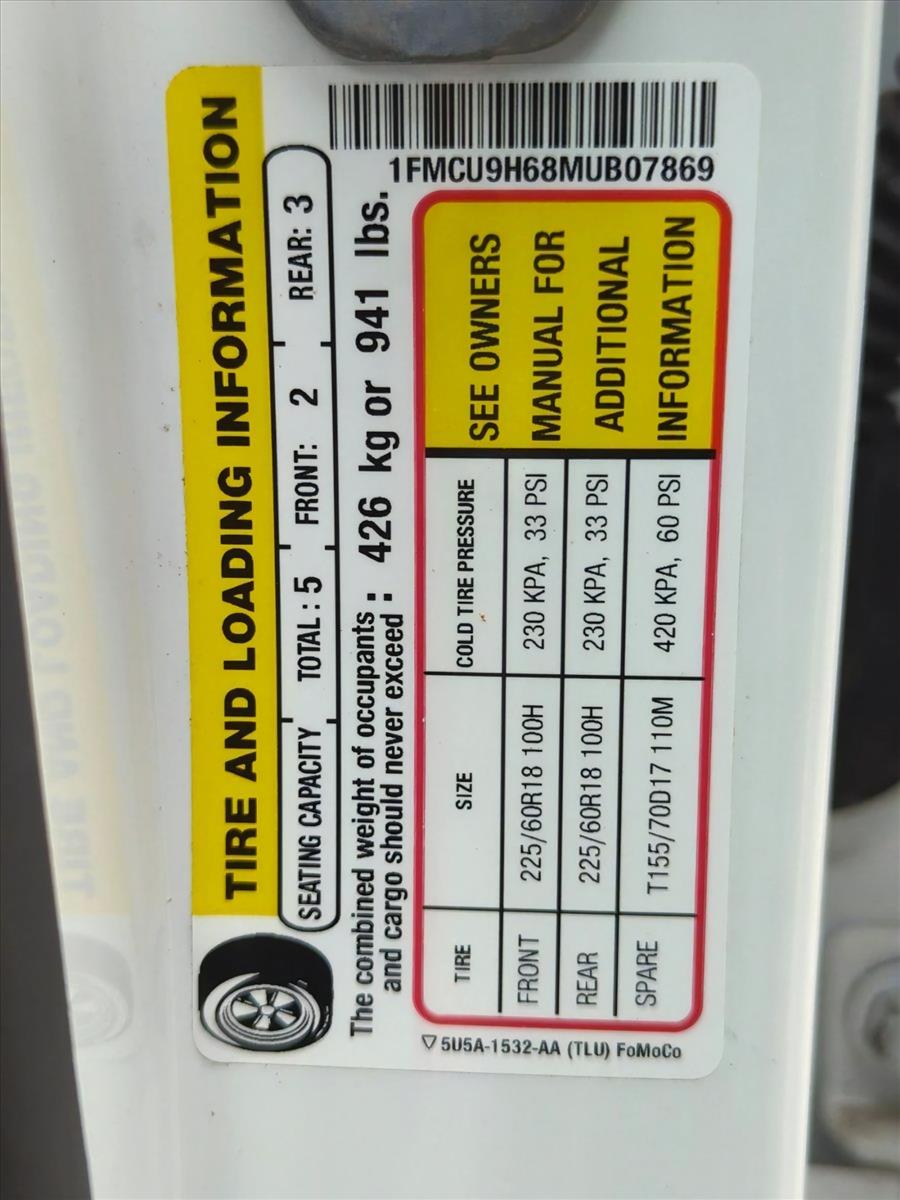 TIRE AND LOADING INFORMATION
SEATING CAPACITY TOTAL : 5 FRONT: 2 REAR: 3
The combined weight of occupants
and cargo should never exceed : 426 kg or 941 lbs.
1FMCU9H68MUB07869
TIRE SIZE COLD TIRE PRESSURE
FRONT 225/60R18 100H 230 KPA, 33 PSI
REAR 225/60R18 100H 230 KPA, 33 PSI
SPARE T155/70D17 110M 420 KPA, 60 PSI
SEE OWNERS
MANUAL FOR
ADDITIONAL
INFORMATION
5U5A-1532-AA (TLU) FoMoCo